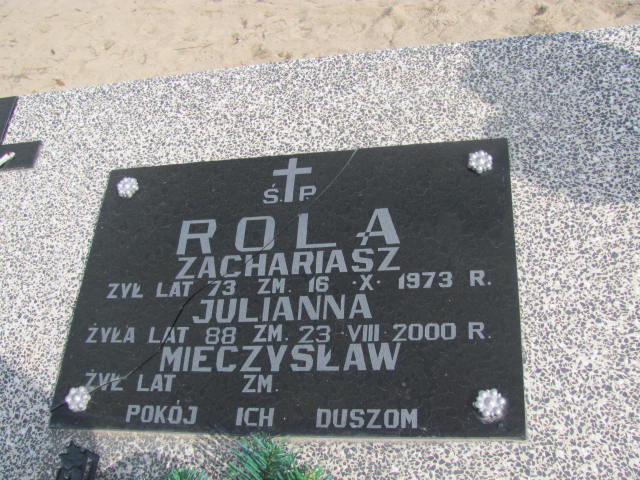 Ś. P.
ROLA
ZACHARIASZ
ŻYŁ LAT 73 ZM. 16 · X · 1973 R.
JULIANNA
ŻYŁA LAT 88 ZM. 23 · VIII · 2000 R.
MIECZYSŁAW
ŻYŁ LAT ZM.
POKÓJ ICH DUSZOM